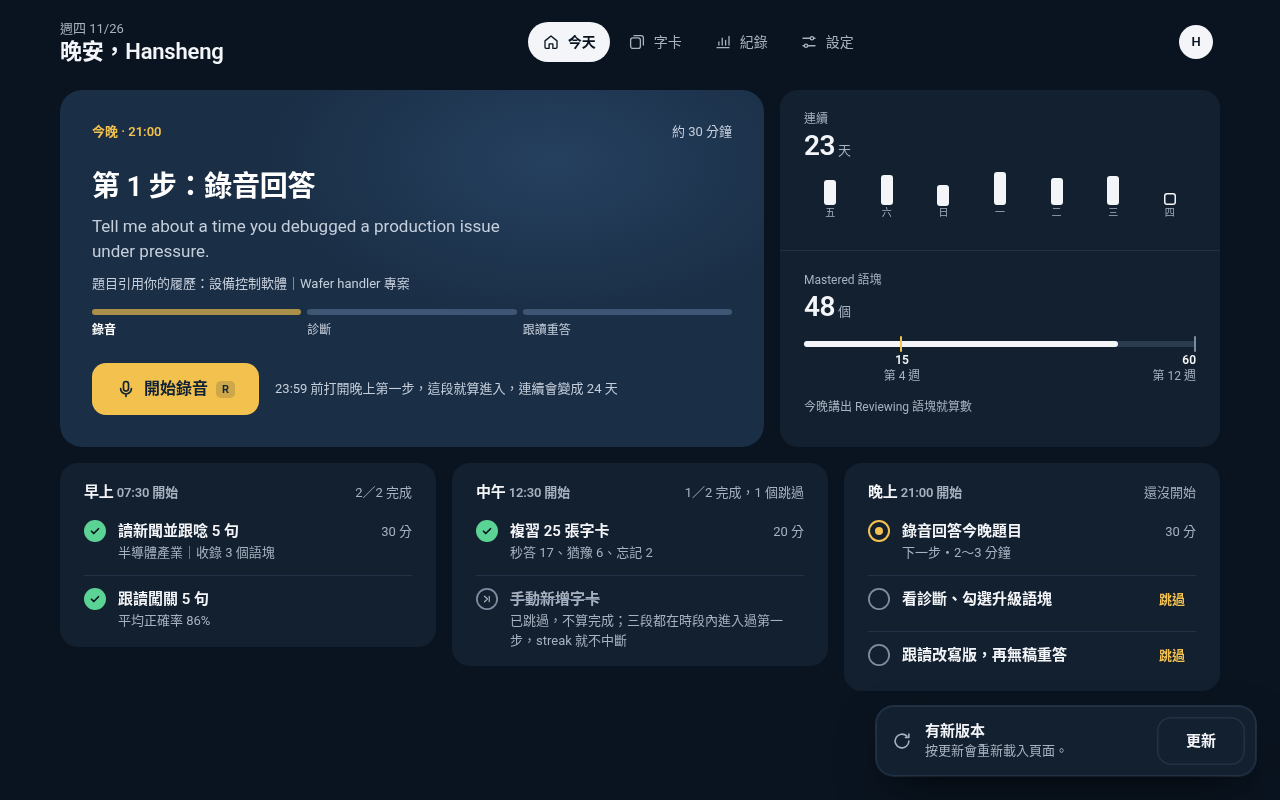 週四 11/26
晚安，Hansheng
今天
字卡
紀錄
設定
H
今晚 · 21:00
約 30 分鐘
第 1 步：錄音回答
Tell me about a time you debugged a production issue
under pressure.
題目引用你的履歷：設備控制軟體｜Wafer handler 專案
錄音
診斷
跟讀重答
開始錄音 R
23:59 前打開晚上第一步，這段就算進入，連續會變成 24 天
連續
23 天
五 六 日 一 二 三 四
Mastered 語塊
48 個
15
60
第 4 週
第 12 週
今晚講出 Reviewing 語塊就算數
早上 07:30 開始
2／2 完成
讀新聞並跟唸 5 句
30 分
半導體產業｜收錄 3 個語塊
跟讀闖關 5 句
平均正確率 86%
中午 12:30 開始
1／2 完成，1 個跳過
複習 25 張字卡
20 分
秒答 17、猶豫 6、忘記 2
手動新增字卡
已跳過，不算完成；三段都在時段內進入過第一
步，streak 就不中斷
晚上 21:00 開始
還沒開始
錄音回答今晚題目
30 分
下一步・2～3 分鐘
看診斷、勾選升級語塊
跳過
跟讀改寫版，再無稿重答
跳過
有新版本
按更新會重新載入頁面。
更新